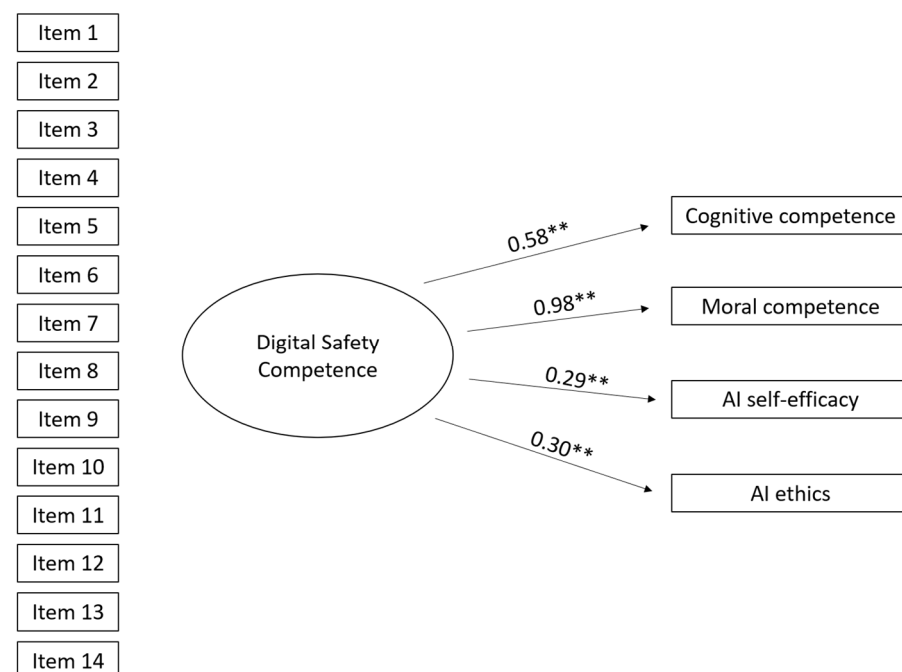 Item 1
Item 2
Item 3
Item 4
Item 5
Item 6
Item 7
Item 8
Item 9
Item 10
Item 11
Item 12
Item 13
Item 14
Digital Safety
Competence
0.58**
0.98**
0.29**
0.30**
Cognitive competence
Moral competence
AI self-efficacy
AI ethics